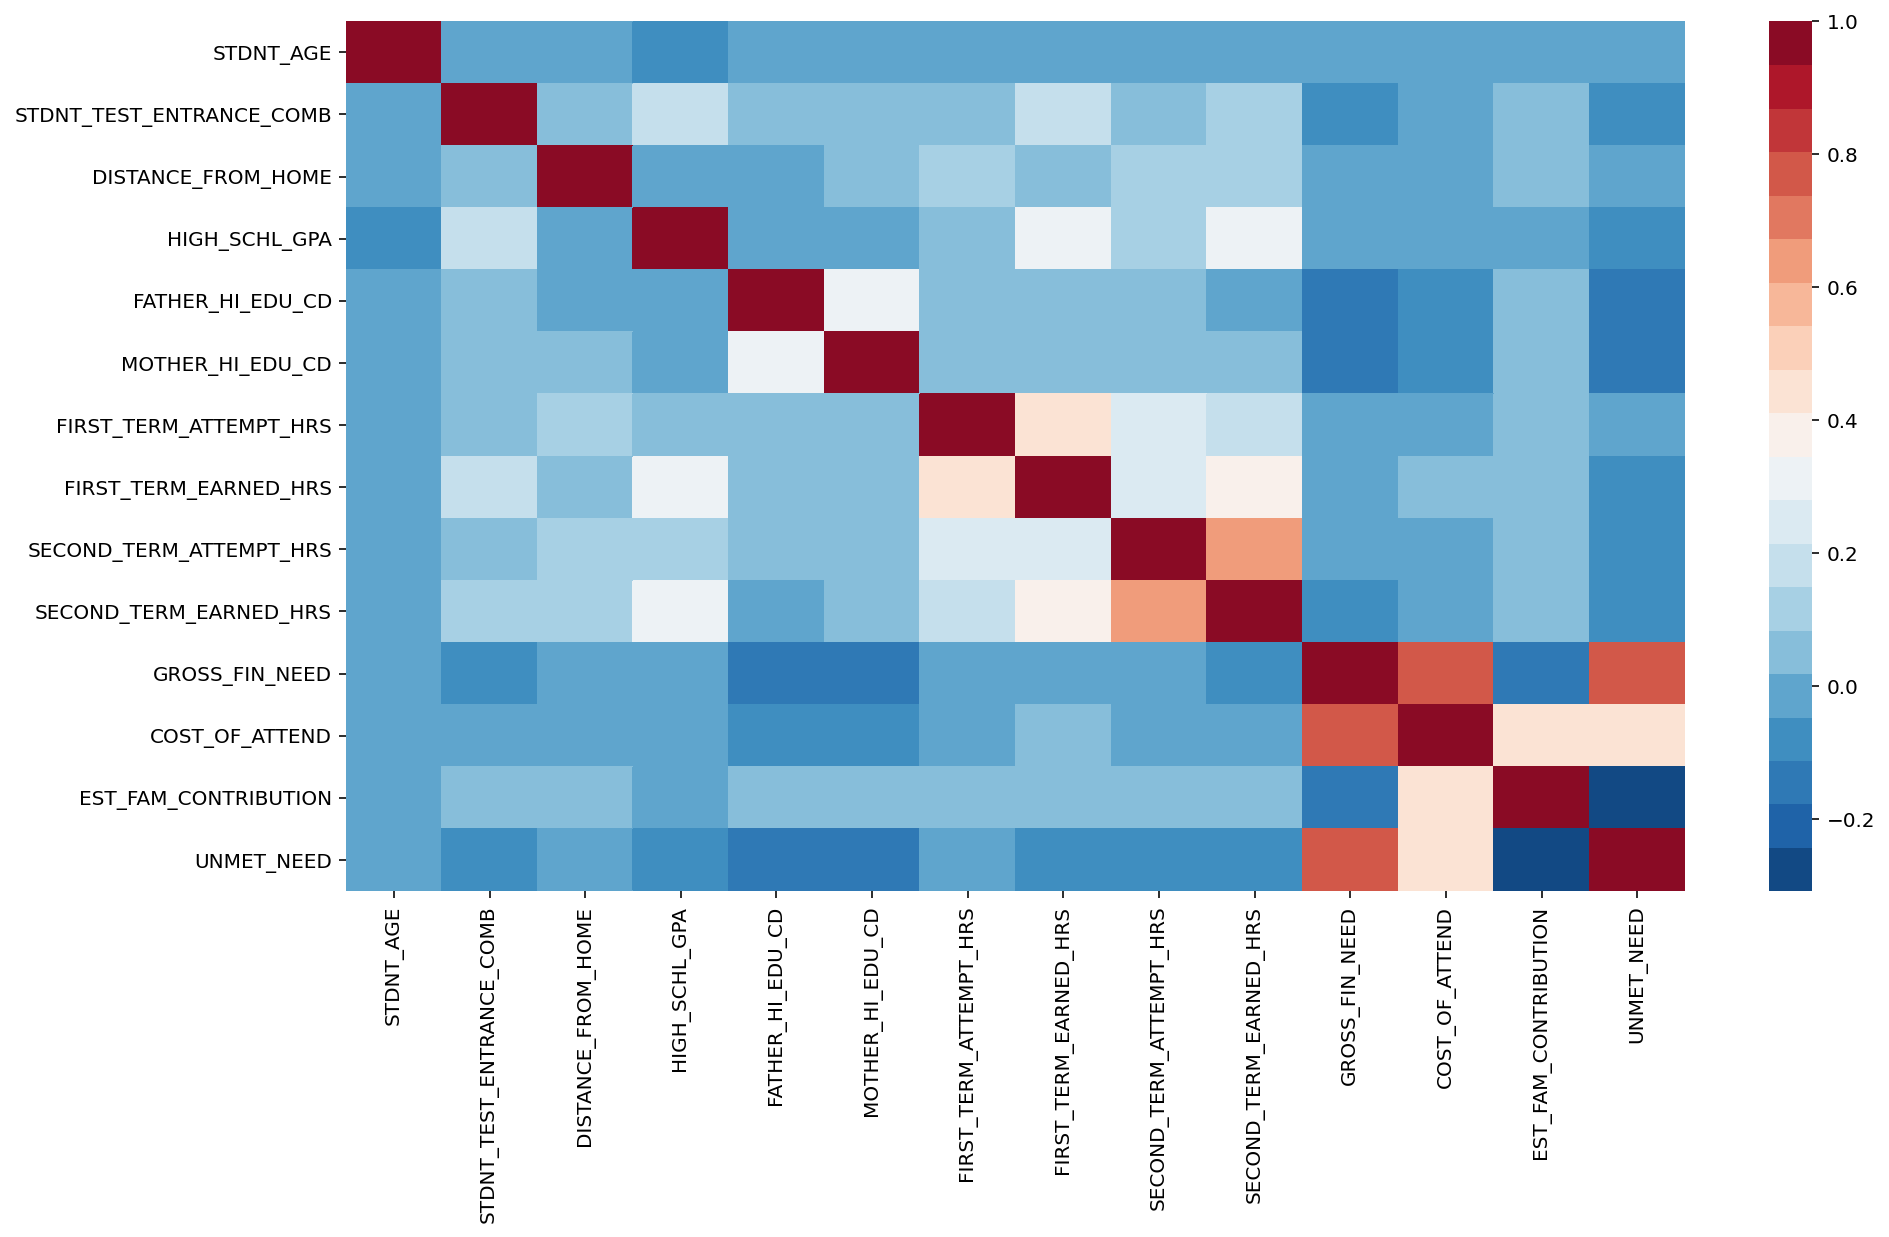 STDNT_AGE
STDNT_TEST_ENTRANCE_COMB
DISTANCE_FROM_HOME
HIGH_SCHL_GPA
FATHER_HI_EDU_CD
MOTHER_HI_EDU_CD
FIRST_TERM_ATTEMPT_HRS
FIRST_TERM_EARNED_HRS
SECOND_TERM_ATTEMPT_HRS
SECOND_TERM_EARNED_HRS
GROSS_FIN_NEED
COST_OF_ATTEND
EST_FAM_CONTRIBUTION
UNMET_NEED
STDNT_AGE
STDNT_TEST_ENTRANCE_COMB
DISTANCE_FROM_HOME
HIGH_SCHL_GPA
FATHER_HI_EDU_CD
MOTHER_HI_EDU_CD
FIRST_TERM_ATTEMPT_HRS
FIRST_TERM_EARNED_HRS
SECOND_TERM_ATTEMPT_HRS
SECOND_TERM_EARNED_HRS
GROSS_FIN_NEED
COST_OF_ATTEND
EST_FAM_CONTRIBUTION
UNMET_NEED
1.0
0.8
0.6
0.4
0.2
0.0
−0.2